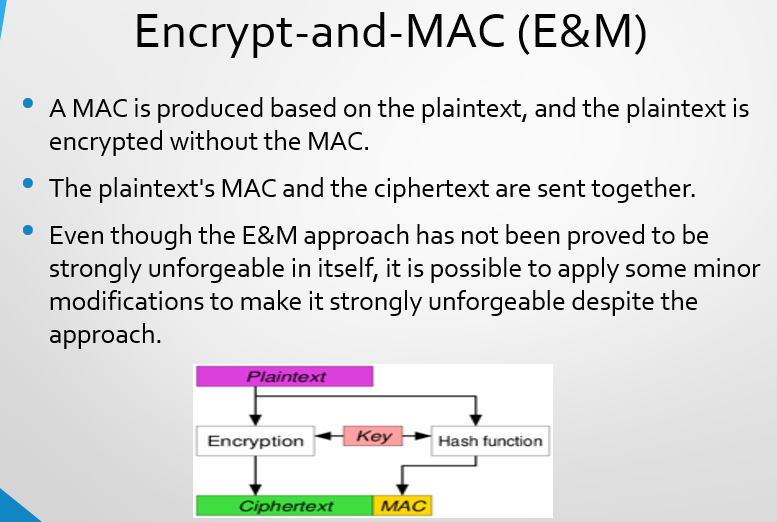 Encrypt-and-MAC (E&M)
A MAC is produced based on the plaintext, and the plaintext is
encrypted without the MAC.
The plaintext's MAC and the ciphertext are sent together.
Even though the E&M approach has not been proved to be
strongly unforgeable in itself, it is possible to apply some minor
modifications to make it strongly unforgeable despite the
approach.
Plaintext
Encryption
Key
Hash function
Ciphertext
MAC